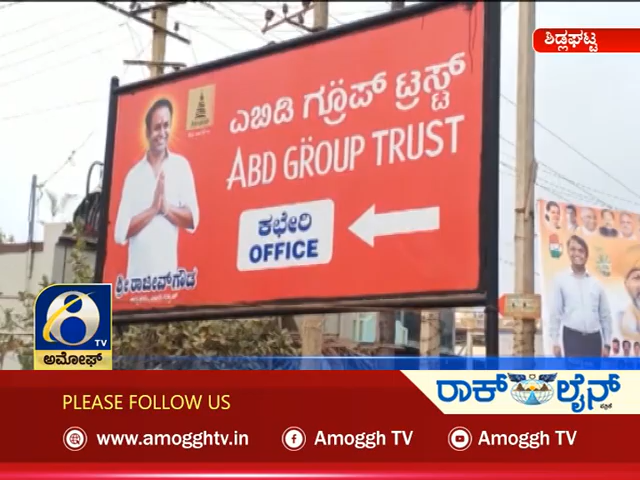 ಶಿಡ್ಲಘಟ್ಟ
ಎಬಿಡಿ ಗ್ರೂಪ್ ಟ್ರಸ್ಟ್
ABD GROUP TRUST
ಕಛೇರಿ
OFFICE
ಶ್ರೀ ರಾಜೀವ್‌ಗೌಡ
TV
ಅಮೋಘ್
PLEASE FOLLOW US
ರಾಕ್ ಲೈನ್
www.amogghtv.in
Amoggh TV
Amoggh TV